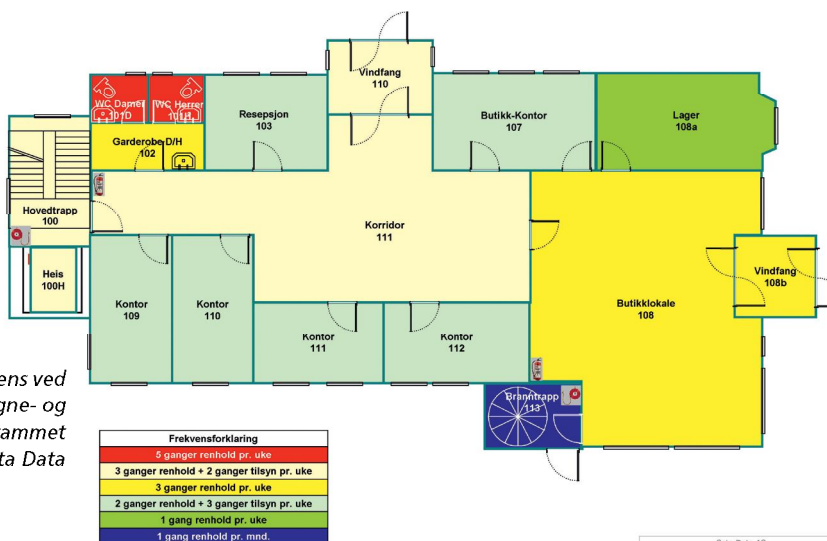 Vindfang
110
WC Damer
101D
WC Herrer
101H
Resepsjon
103
Butikk-Kontor
107
Lager
108a
Garderobe D/H
102
Hovedtrapp
100
Korridor
111
Heis
100H
Kontor
109
Kontor
110
Vindfang
108b
Butikklokale
108
Kontor
111
Kontor
112
Branntrapp
113
ens ved
gne- og
rammet
ta Data
Frekvensforklaring
5 ganger renhold pr. uke
3 ganger renhold + 2 ganger tilsyn pr. uke
3 ganger renhold pr. uke
2 ganger renhold + 3 ganger tilsyn pr. uke
1 gang renhold pr. uke
1 gang renhold pr. mnd.